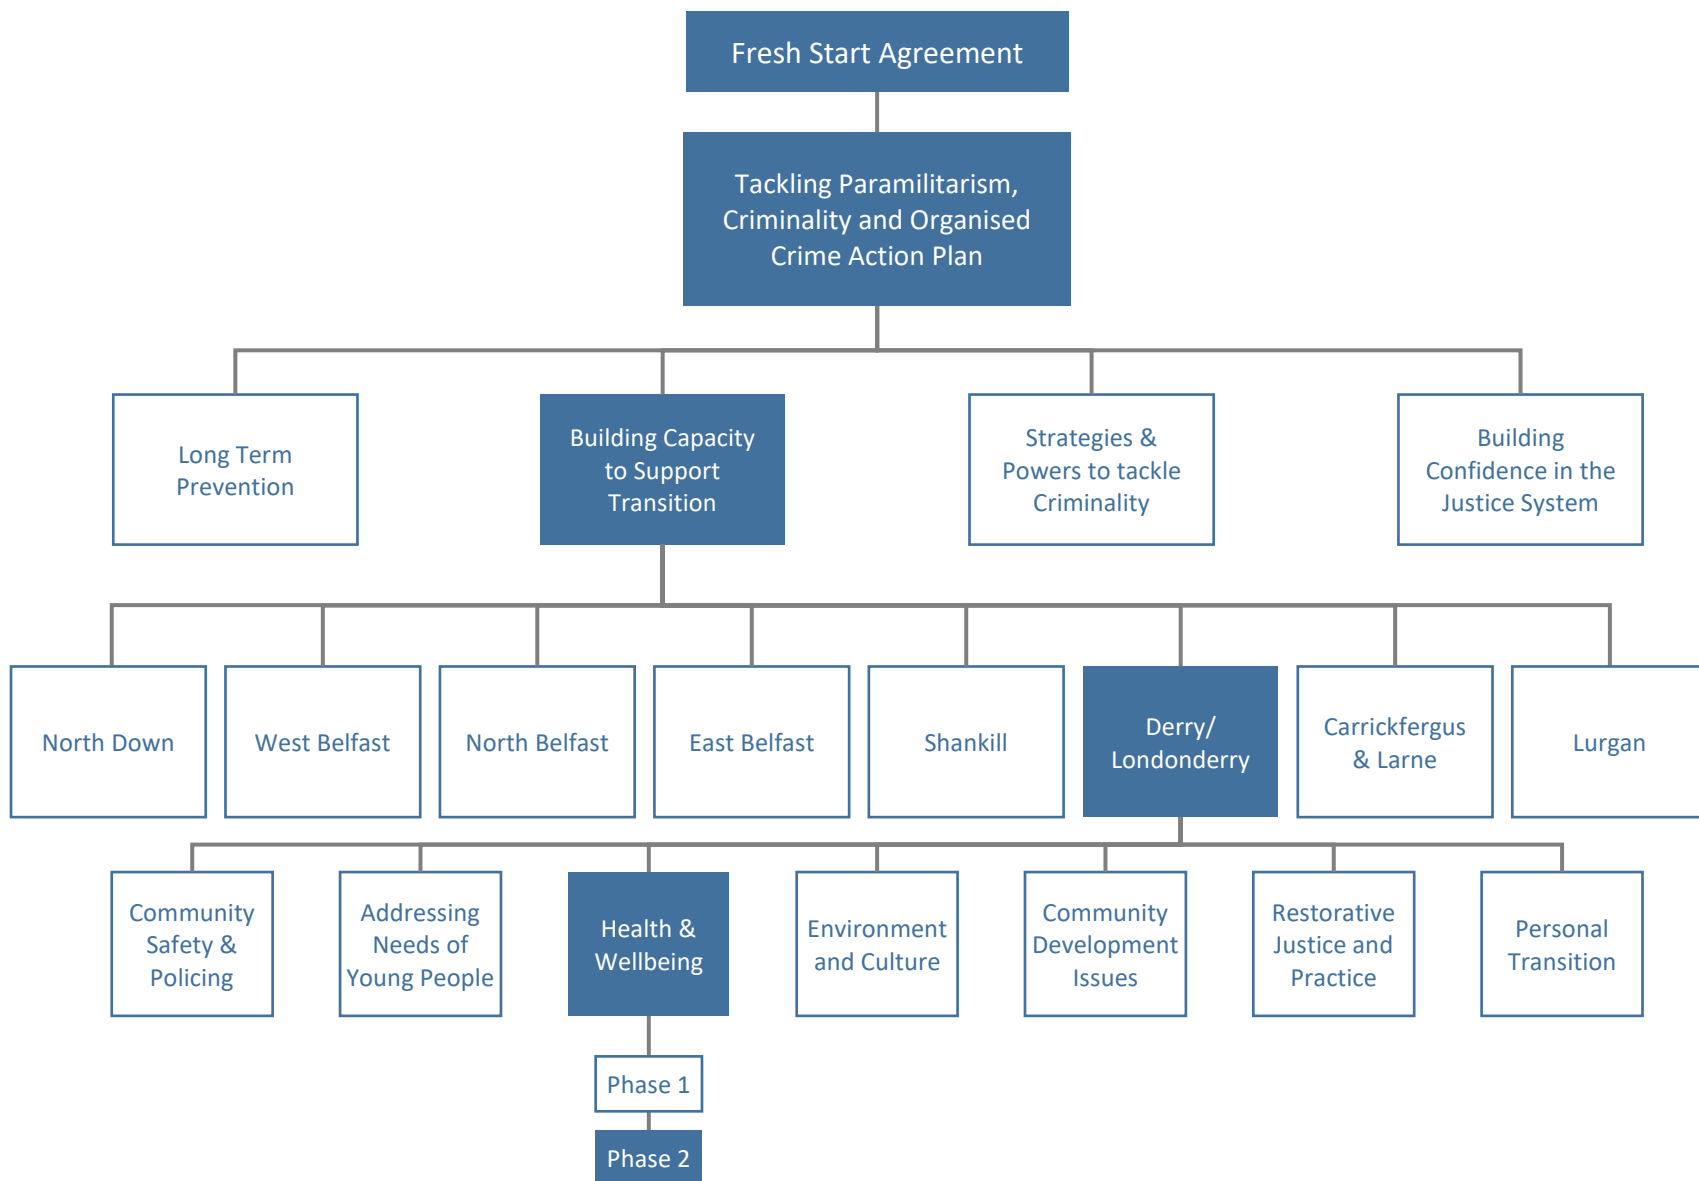 Fresh Start Agreement
Tackling Paramilitarism,
Criminality and Organised
Crime Action Plan
Long Term
Prevention
Building Capacity
to Support
Transition
Strategies &
Powers to tackle
Criminality
Building
Confidence in the
Justice System
North Down
West Belfast
North Belfast
East Belfast
Shankill
Derry/
Londonderry
Carrickfergus
& Larne
Lurgan
Community
Safety &
Policing
Addressing
Needs of
Young People
Health &
Wellbeing
Environment
and Culture
Community
Development
Issues
Restorative
Justice and
Practice
Personal
Transition
Phase 1
Phase 2